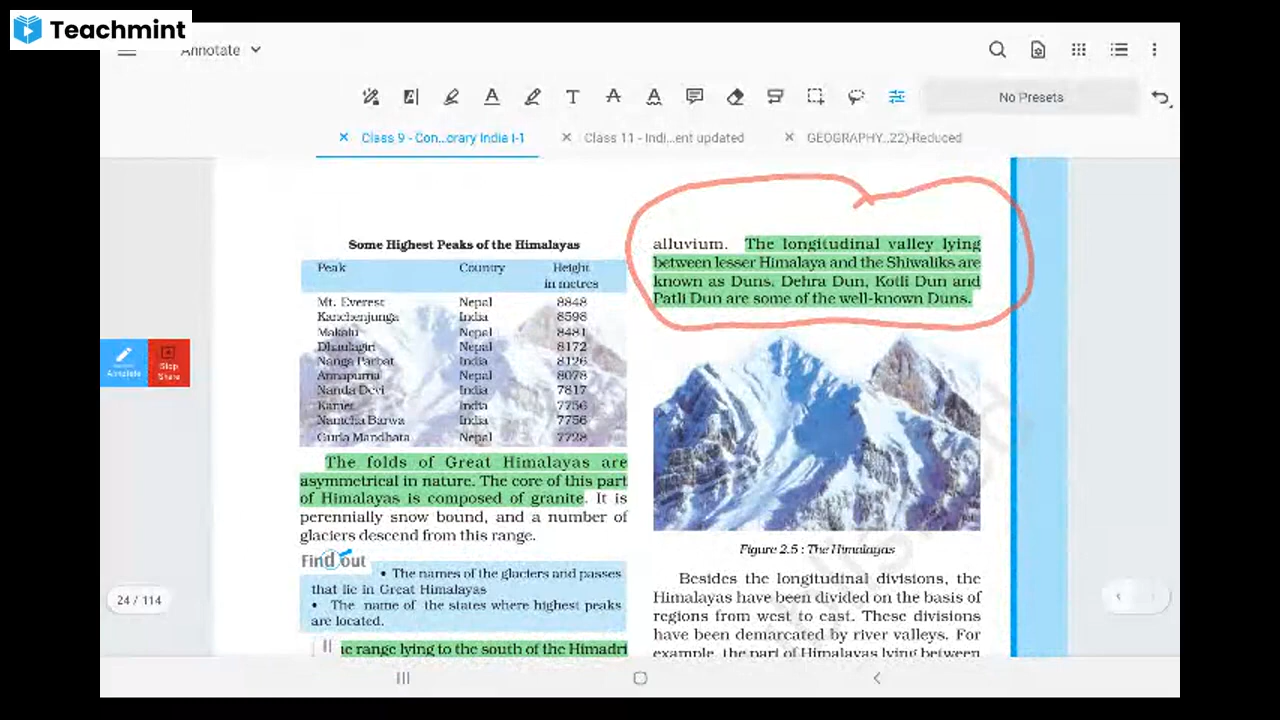 Teachmint
Annotate
No Presets
Class 9 - Con...orary India I-1
Class 11 - Indi...ent updated
GEOGRAPHY...22)-Reduced
Some Highest Peaks of the Himalayas
Peak Country Height
in metres
Mt. Everest Nepal 8848
Kanchenjunga India 8598
Makalu Nepal 8481
Dhaulagiri Nepal 8172
Nanga Parbat India 8126
Annapurna Nepal 8078
Nanda Devi India 7817
Kamet India 7756
Namcha Barwa India 7756
Gurla Mandhata Nepal 7728
The folds of Great Himalayas are
asymmetrical in nature. The core of this part
of Himalayas is composed of granite. It is
perennially snow bound, and a number of
glaciers descend from this range.
Find out
• The names of the glaciers and passes
that lie in Great Himalayas
• The name of the states where highest peaks
are located.
range lying to the south of the Himadri
alluvium. The longitudinal valley lying
between lesser Himalaya and the Shiwaliks are
known as Duns. Dehra Dun, Kotli Dun and
Patli Dun are some of the well-known Duns.
Figure 2.5 : The Himalayas
Besides the longitudinal divisions, the
Himalayas have been divided on the basis of
regions from west to east. These divisions
have been demarcated by river valleys. For
example, the part of Himalayas lying between
Annotate
Stop
Share
24 / 114